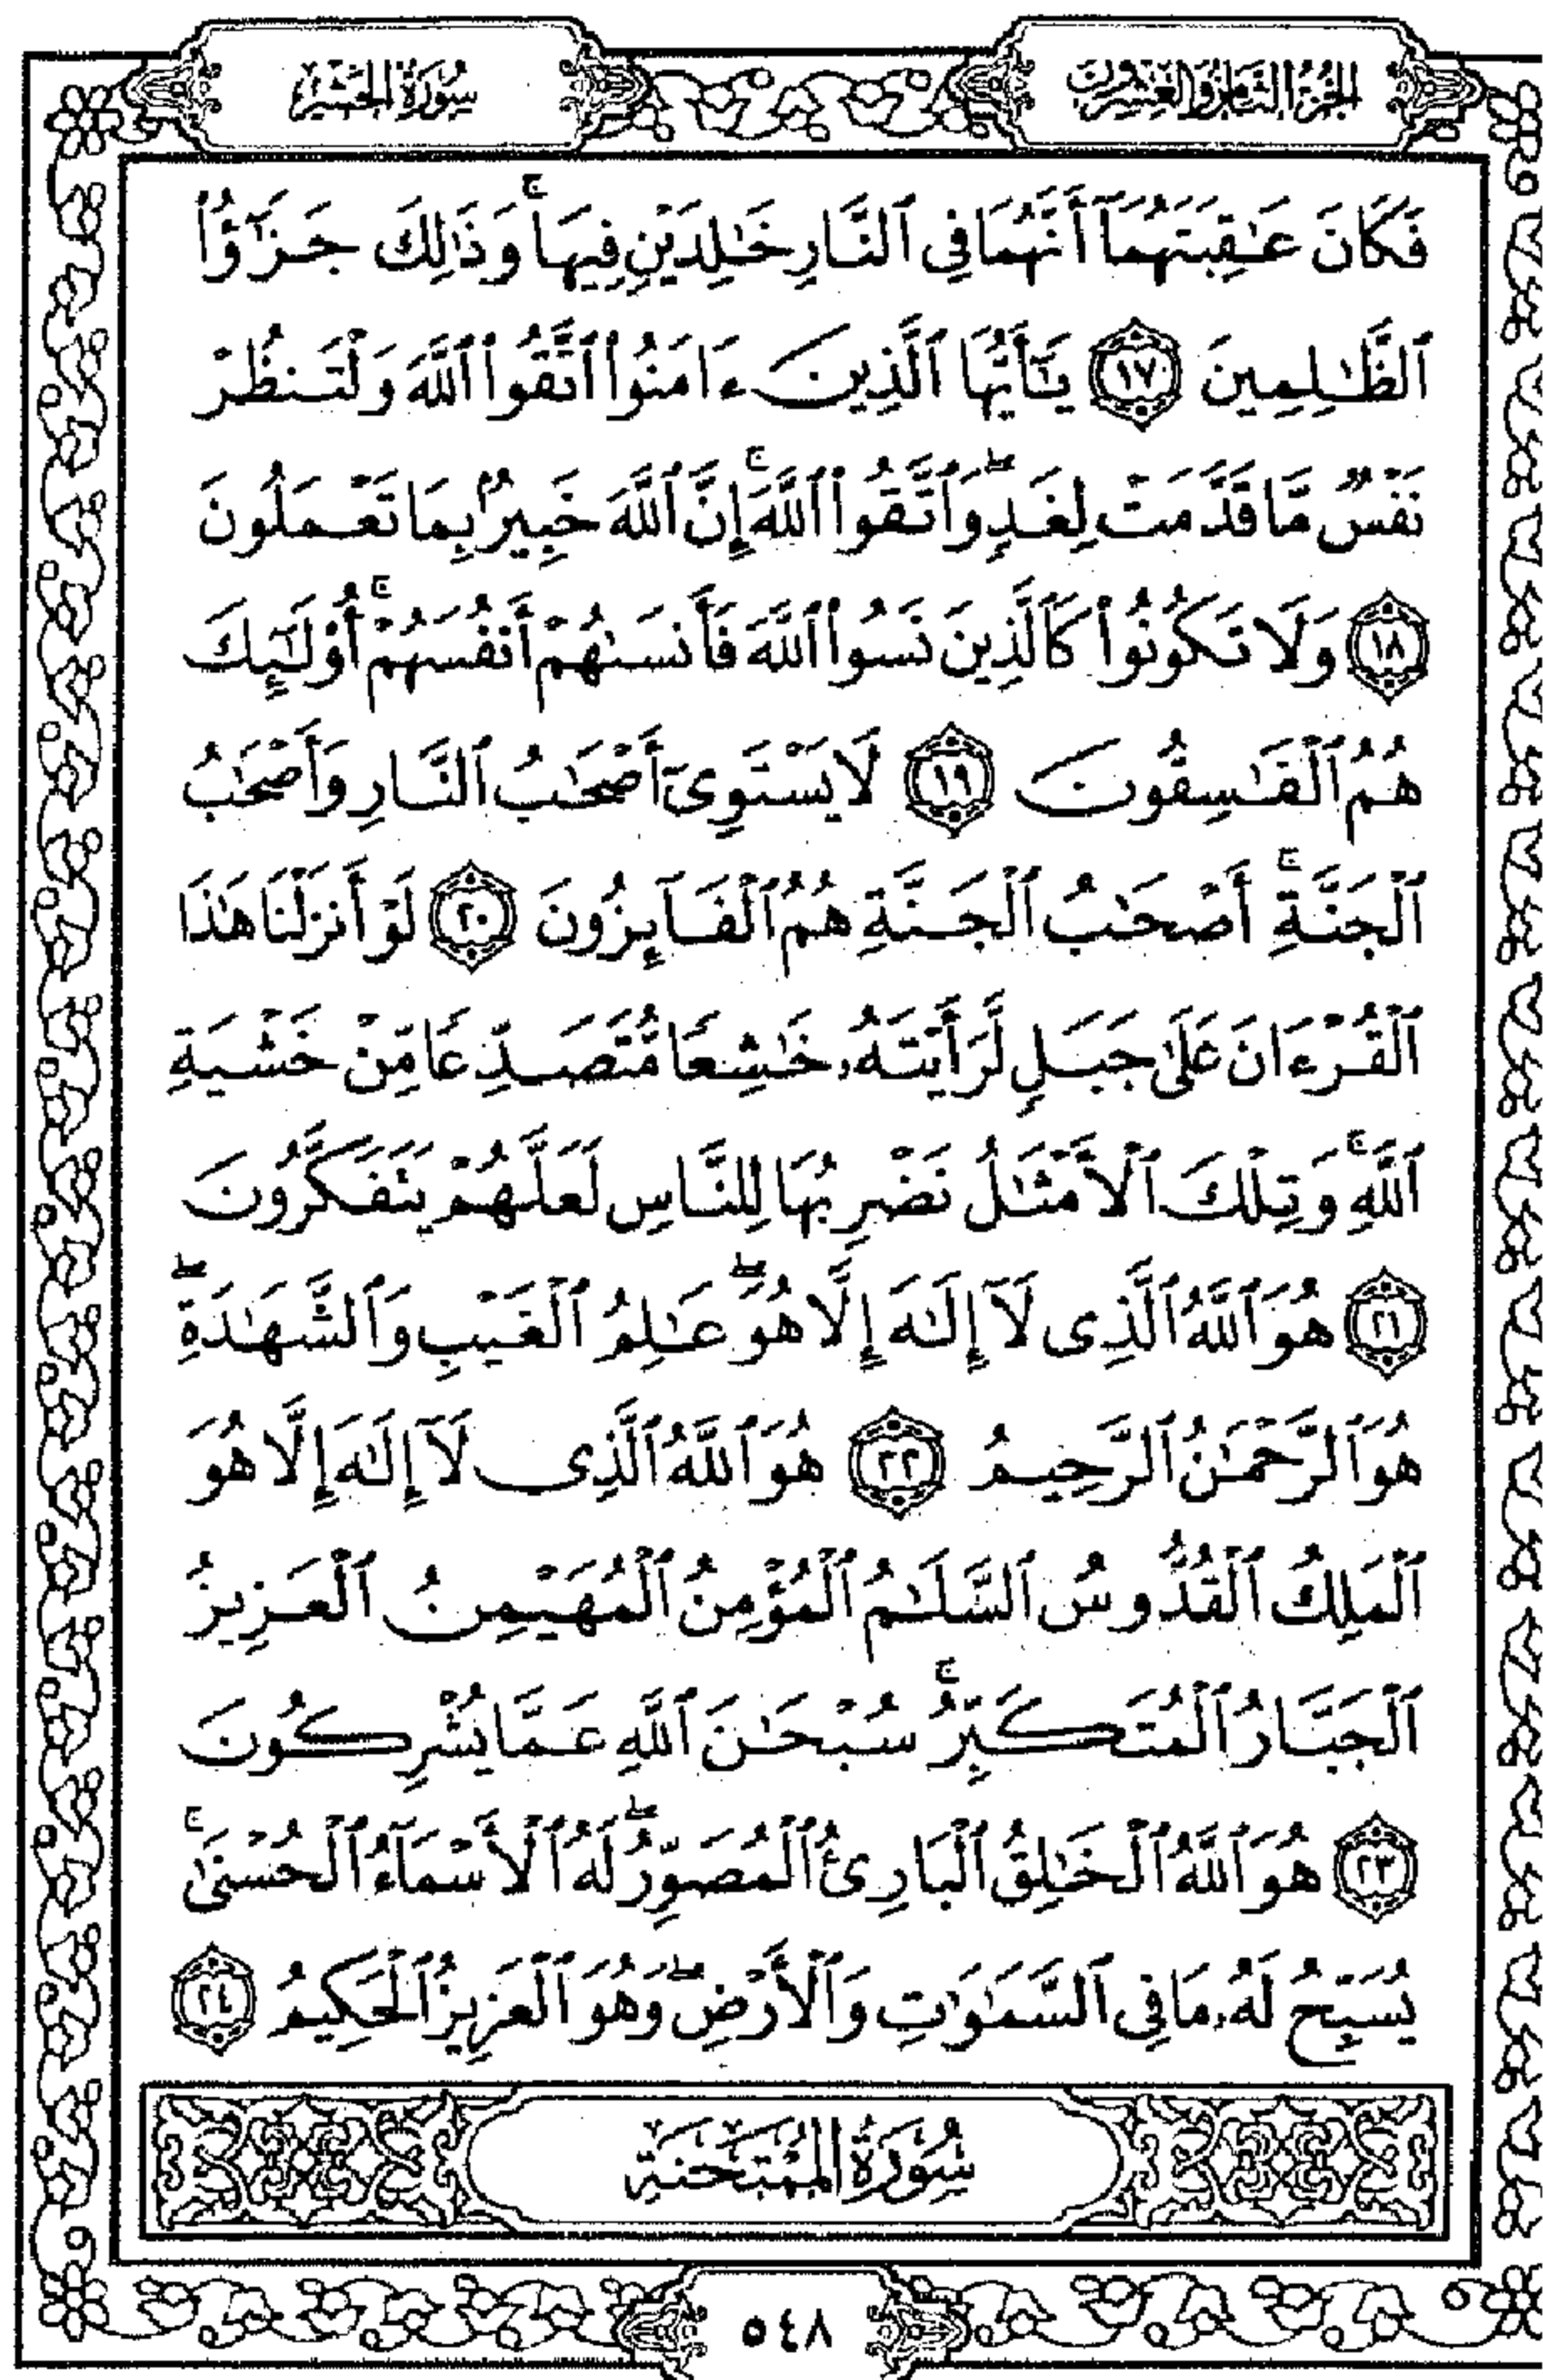 الجزء الثامن والعشرون
سورة الحشر
فَكَانَ عَٰقِبَتَهُمَآ أَنَّهُمَا فِى ٱلنَّارِ خَٰلِدَيْنِ فِيهَا ۚ وَذَٰلِكَ جَزَٰٓؤُا۟
ٱلظَّٰلِمِينَ ١٧ يَٰٓأَيُّهَا ٱلَّذِينَ ءَامَنُوا۟ ٱتَّقُوا۟ ٱللَّهَ وَلْتَنظُرْ
نَفْسٌ مَّا قَدَّمَتْ لِغَدٍ ۖ وَٱتَّقُوا۟ ٱللَّهَ ۚ إِنَّ ٱللَّهَ خَبِيرٌۢ بِمَا تَعْمَلُونَ
١٨ وَلَا تَكُونُوا۟ كَٱلَّذِينَ نَسُوا۟ ٱللَّهَ فَأَنسَىٰهُمْ أَنفُسَهُمْ ۚ أُو۟لَٰٓئِكَ
هُمُ ٱلْفَٰسِقُونَ ١٩ لَا يَسْتَوِىٓ أَصْحَٰبُ ٱلنَّارِ وَأَصْحَٰبُ
ٱلْجَنَّةِ ۚ أَصْحَٰبُ ٱلْجَنَّةِ هُمُ ٱلْفَآئِزُونَ ٢٠ لَوْ أَنزَلْنَا هَٰذَا
ٱلْقُرْءَانَ عَلَىٰ جَبَلٍ لَّرَأَيْتَهُۥ خَٰشِعًا مُّتَصَدِّعًا مِّنْ خَشْيَةِ
ٱللَّهِ ۚ وَتِلْكَ ٱلْأَمْثَٰلُ نَضْرِبُهَا لِلنَّاسِ لَعَلَّهُمْ يَتَفَكَّرُونَ
٢١ هُوَ ٱللَّهُ ٱلَّذِى لَآ إِلَٰهَ إِلَّا هُوَ ۖ عَٰلِمُ ٱلْغَيْبِ وَٱلشَّهَٰدَةِ ۖ
هُوَ ٱلرَّحْمَٰنُ ٱلرَّحِيمُ ٢٢ هُوَ ٱللَّهُ ٱلَّذِى لَآ إِلَٰهَ إِلَّا هُوَ
ٱلْمَلِكُ ٱلْقُدُّوسُ ٱلسَّلَٰمُ ٱلْمُؤْمِنُ ٱلْمُهَيْمِنُ ٱلْعَزِيزُ
ٱلْجَبَّارُ ٱلْمُتَكَبِّرُ ۚ سُبْحَٰنَ ٱللَّهِ عَمَّا يُشْرِكُونَ
٢٣ هُوَ ٱللَّهُ ٱلْخَٰلِقُ ٱلْبَارِئُ ٱلْمُصَوِّرُ ۖ لَهُ ٱلْأَسْمَآءُ ٱلْحُسْنَىٰ ۚ
يُسَبِّحُ لَهُۥ مَا فِى ٱلسَّمَٰوَٰتِ وَٱلْأَرْضِ ۖ وَهُوَ ٱلْعَزِيزُ ٱلْحَكِيمُ ٢٤
سُورَةُ المُمْتَحَنَةِ
٥٤٨